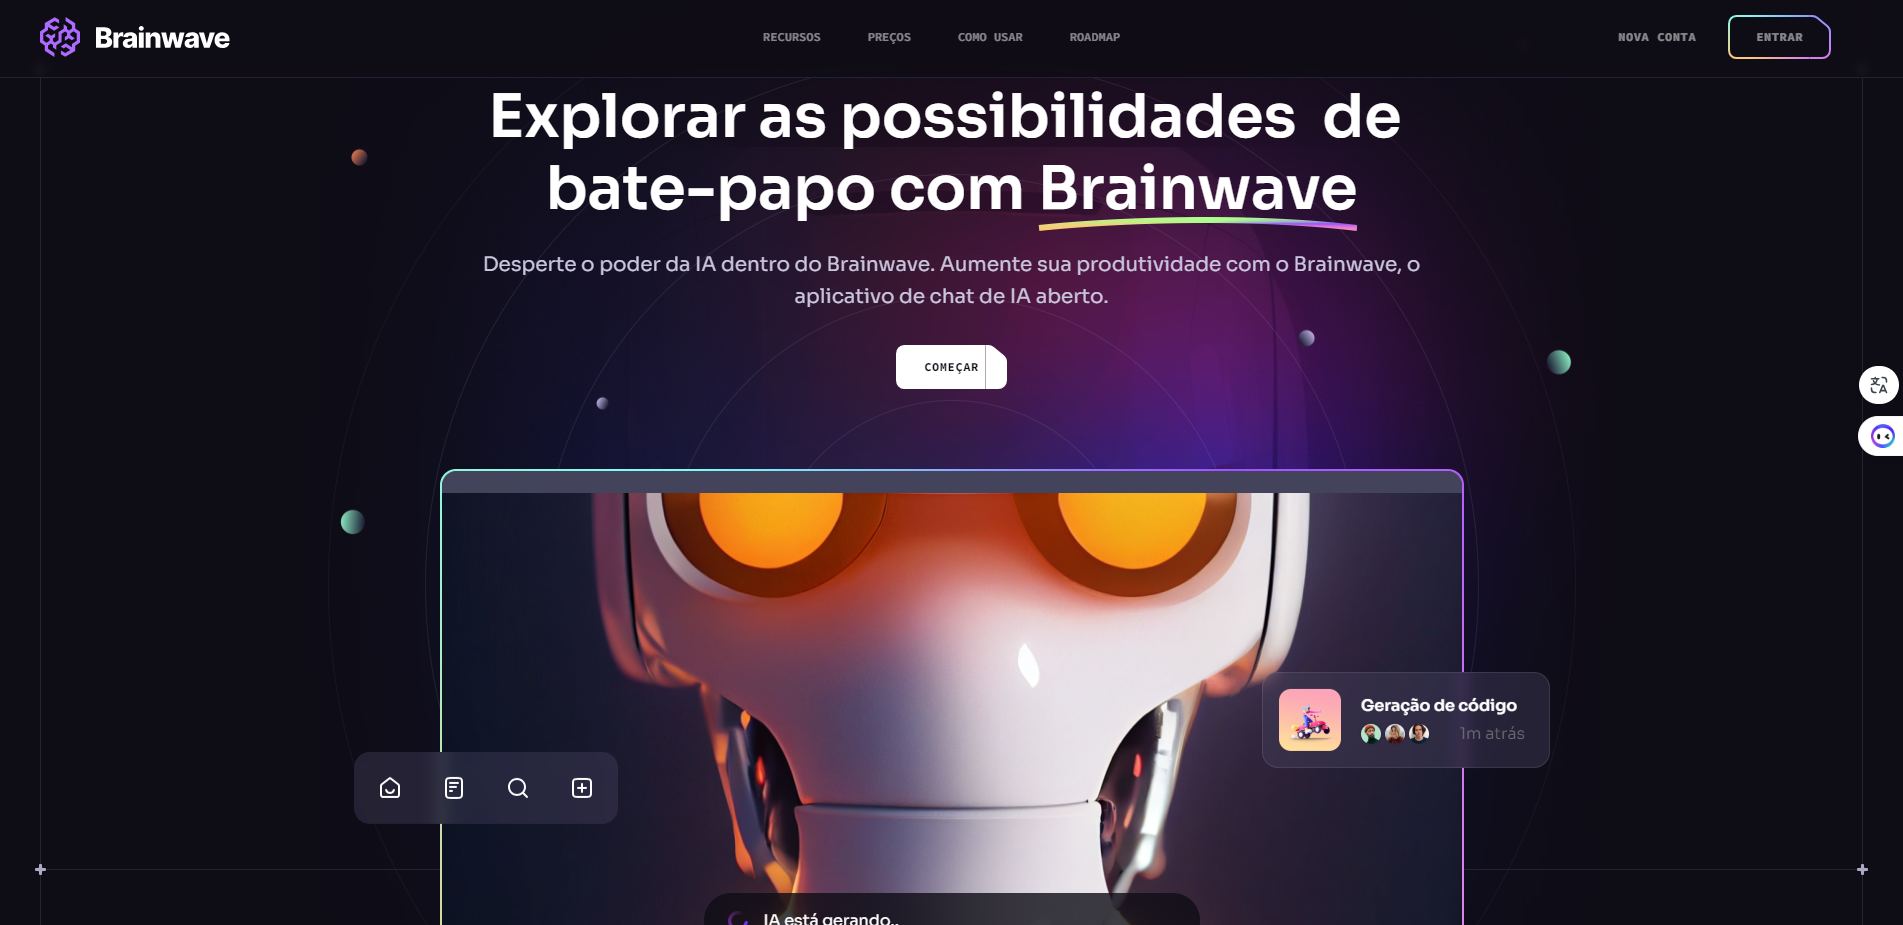 Brainwave
RECURSOS
PREÇOS
COMO USAR
ROADMAP
NOVA CONTA
ENTRAR
Explorar as possibilidades de
bate-papo com Brainwave
Desperte o poder da IA dentro do Brainwave. Aumente sua produtividade com o Brainwave, o
aplicativo de chat de IA aberto.
COMEÇAR
Geração de código
1m atrás
IA está gerando..